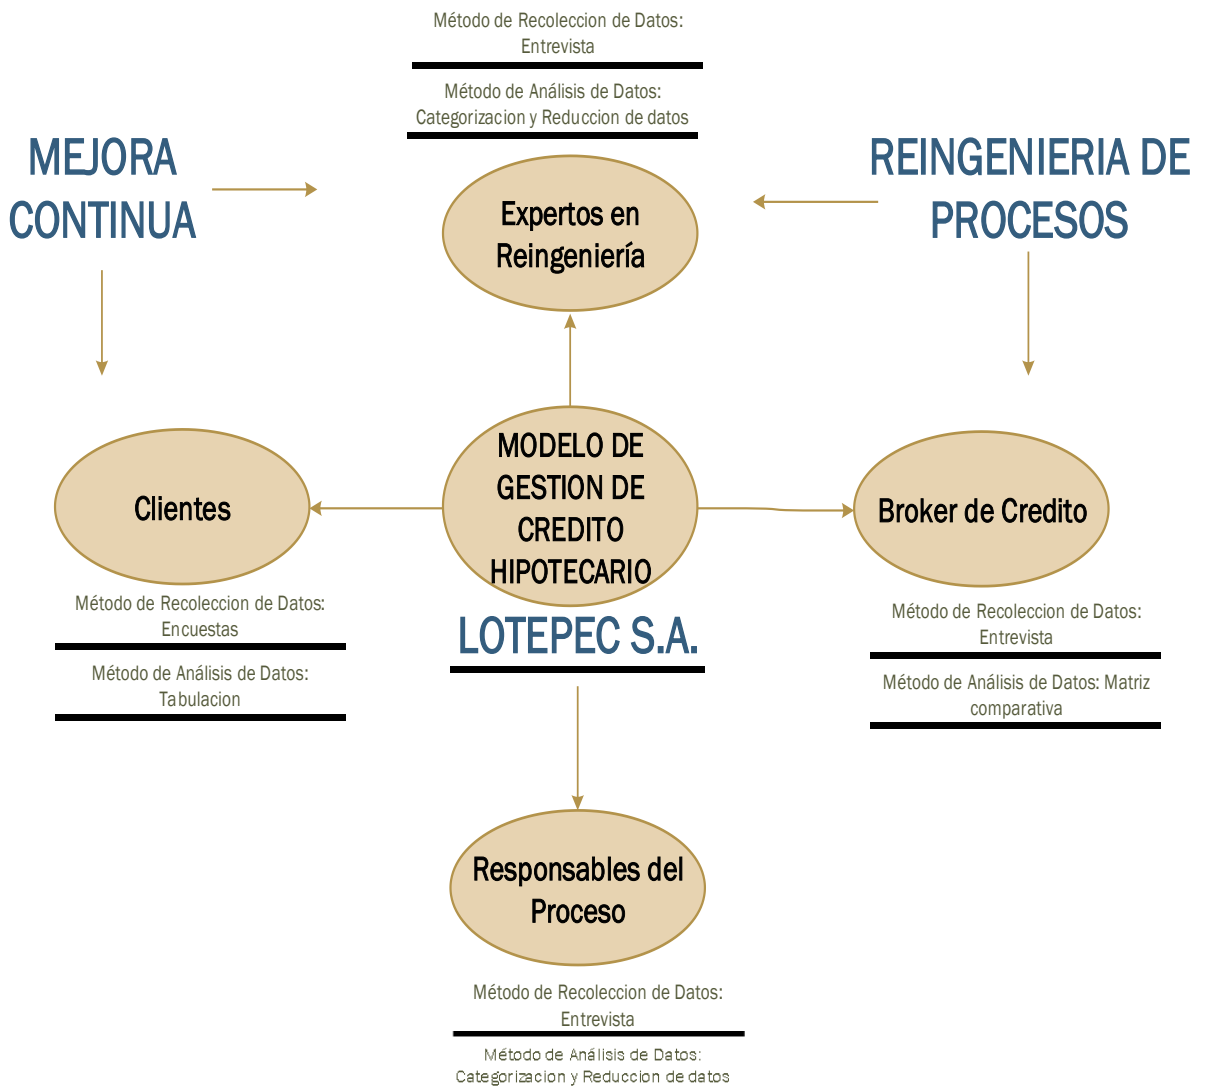 Método de Recoleccion de Datos:
Entrevista
Método de Análisis de Datos:
Categorizacion y Reduccion de datos
MEJORA
CONTINUA
REINGENIERIA DE
PROCESOS
Expertos en
Reingeniería
MODELO DE
GESTION DE
CREDITO
HIPOTECARIO
LOTEPEC S.A.
Clientes
Método de Recoleccion de Datos:
Encuestas
Método de Análisis de Datos:
Tabulacion
Broker de Credito
Método de Recoleccion de Datos:
Entrevista
Método de Análisis de Datos: Matriz
comparativa
Responsables del
Proceso
Método de Recoleccion de Datos:
Entrevista
Método de Análisis de Datos:
Categorizacion y Reduccion de datos